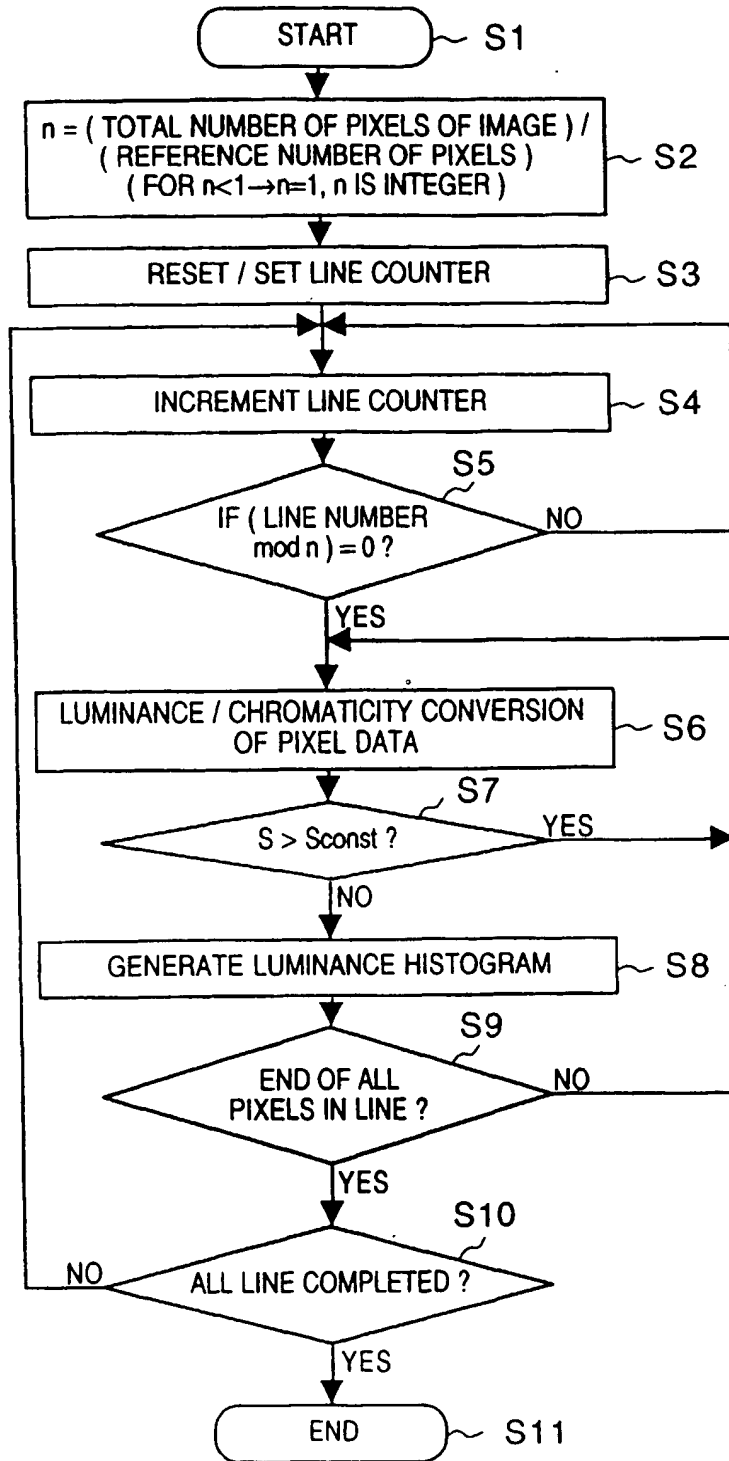 START
S1
n = ( TOTAL NUMBER OF PIXELS OF IMAGE ) /
( REFERENCE NUMBER OF PIXELS )
( FOR n<1→n=1, n IS INTEGER )
S2
RESET / SET LINE COUNTER
S3
INCREMENT LINE COUNTER
S4
S5
IF ( LINE NUMBER
mod n ) = 0 ?
NO
YES
LUMINANCE / CHROMATICITY CONVERSION
OF PIXEL DATA
S6
S7
S > Sconst ?
YES
NO
GENERATE LUMINANCE HISTOGRAM
S8
S9
END OF ALL
PIXELS IN LINE ?
NO
YES
S10
NO
ALL LINE COMPLETED ?
YES
END
S11